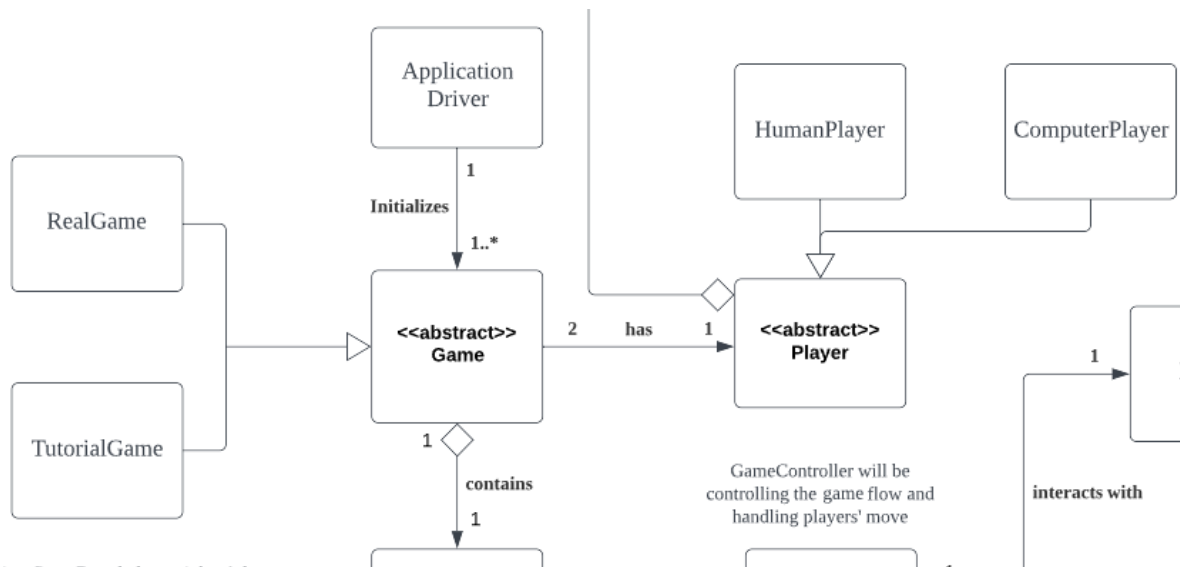 Application
Driver
HumanPlayer
ComputerPlayer
1
RealGame
Initializes
1..*
<<abstract>>
Game
2 has 1
<<abstract>>
Player
1
TutorialGame
1
contains
GameController will be
controlling the game flow and
handling players' move
interacts with
1